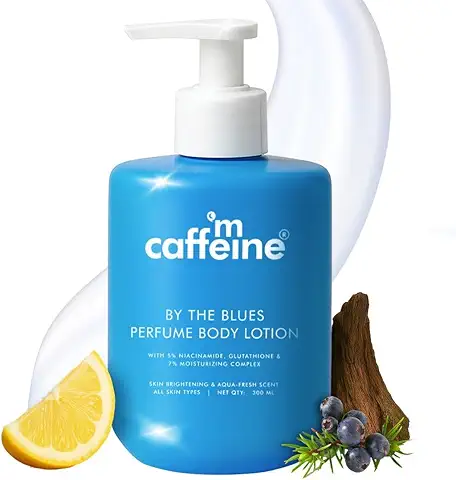 'm
caffeine®
BY THE BLUES
PERFUME BODY LOTION
WITH 5% NIACINAMIDE, GLUTATHIONE &
7% MOISTURIZING COMPLEX
SKIN BRIGHTENING & AQUA-FRESH SCENT
ALL SKIN TYPES | NET QTY: 300 ML